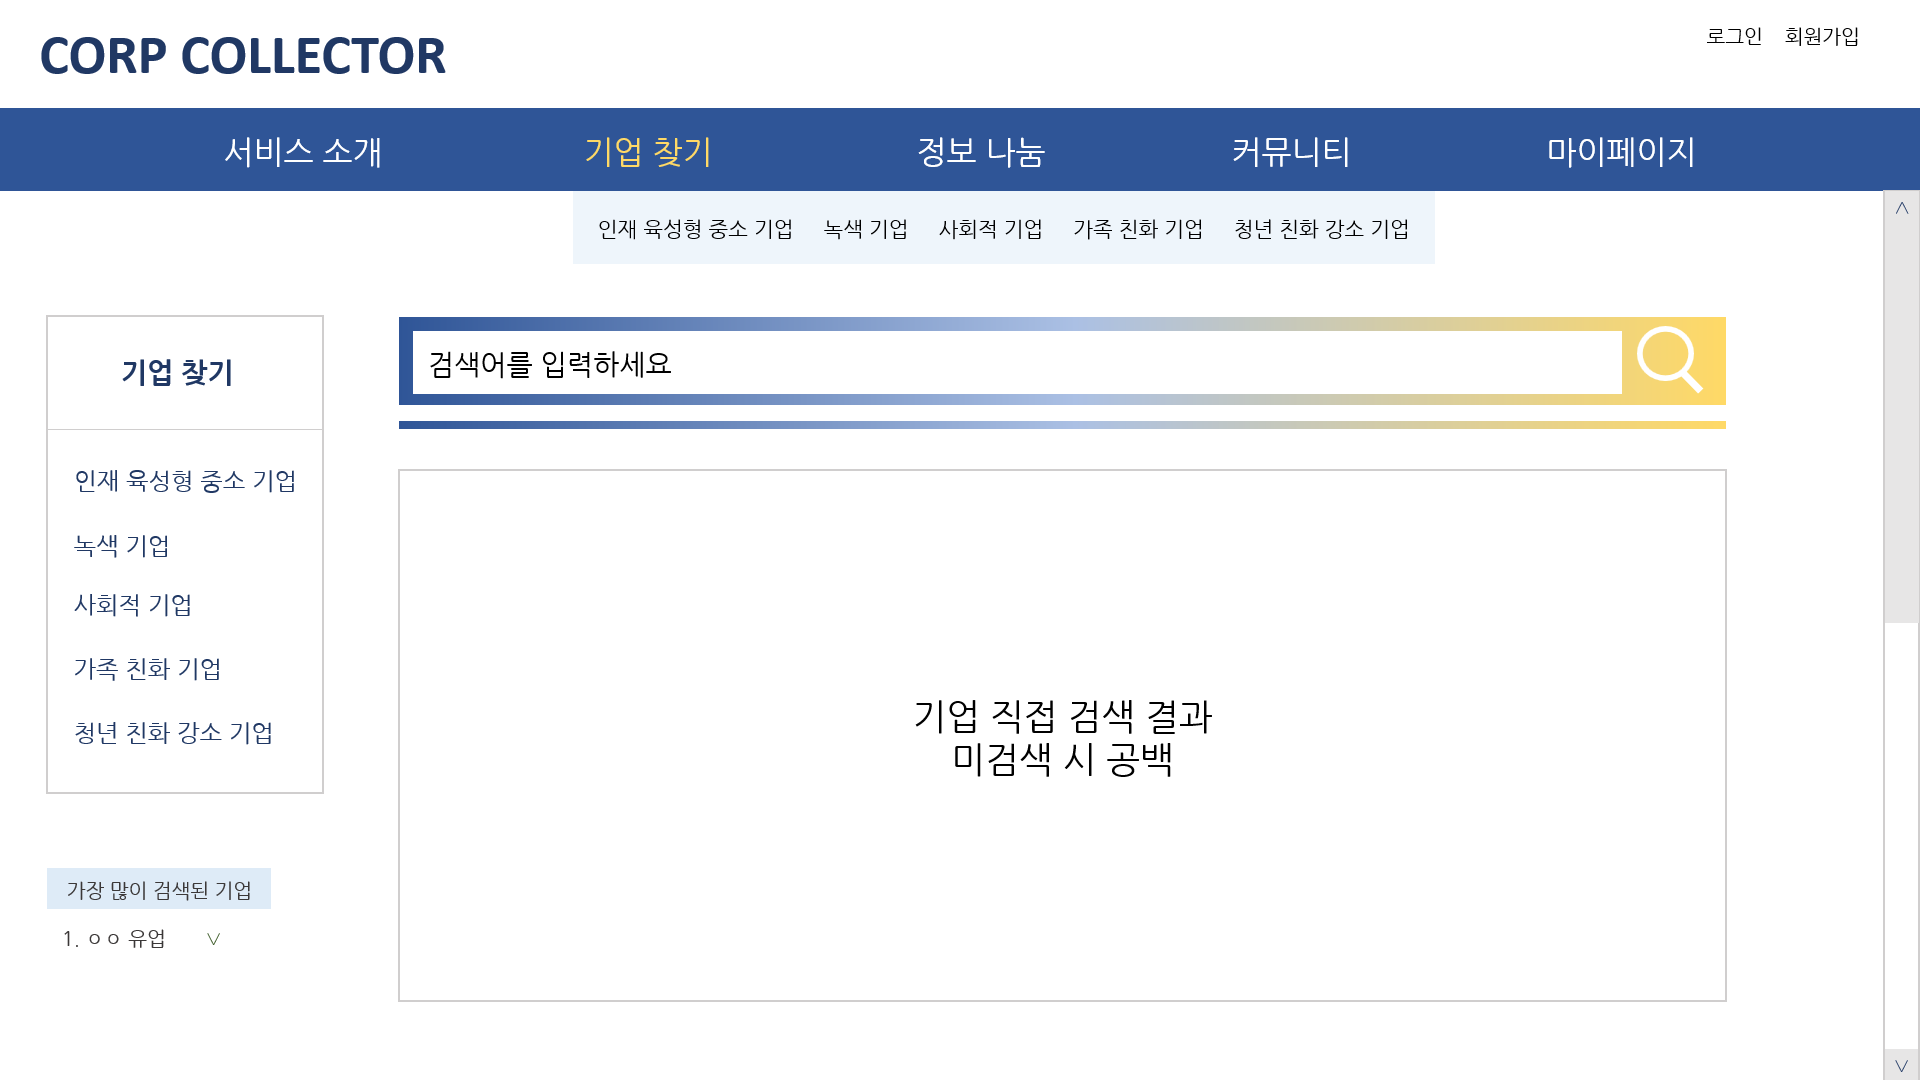 CORP COLLECTOR
로그인 회원가입
서비스 소개 기업 찾기 정보 나눔 커뮤니티 마이페이지
인재 육성형 중소 기업 녹색 기업 사회적 기업 가족 친화 기업 청년 친화 강소 기업
기업 찾기
인재 육성형 중소 기업
녹색 기업
사회적 기업
가족 친화 기업
청년 친화 강소 기업
가장 많이 검색된 기업
1. ㅇㅇ 유업
검색어를 입력하세요
기업 직접 검색 결과
미검색 시 공백